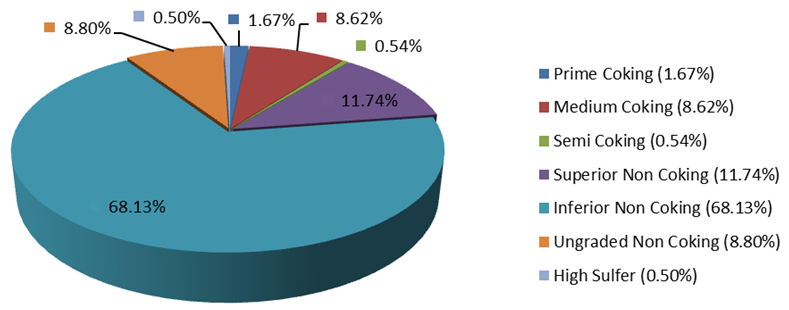 0.50%
1.67%
8.62%
8.80%
0.54%
11.74%
68.13%
Prime Coking (1.67%)
Medium Coking (8.62%)
Semi Coking (0.54%)
Superior Non Coking (11.74%)
Inferior Non Coking (68.13%)
Ungraded Non Coking (8.80%)
High Sulfer (0.50%)